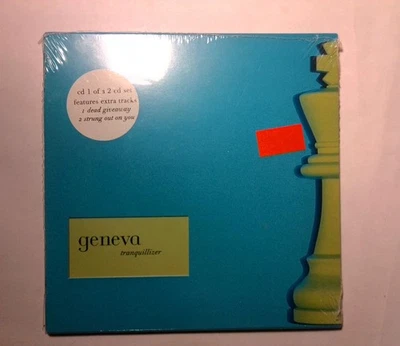 cd 1 of a 2 cd set
features extra tracks
1 dead giveaway
2 strung out on you
geneva
tranquillizer